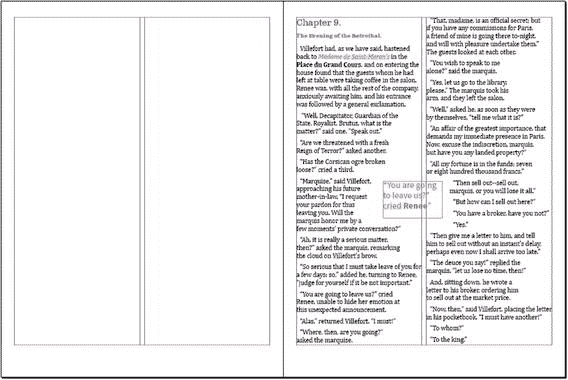 Chapter 9.
The Evening of the Betrothal.
Villefort had, as we have said, hastened
back to Madame de Saint-Méran's in the
Place du Grand Cours, and on entering the
house found that the guests whom he had
left at table were taking coffee in the salon.
Renée was, with all the rest of the company,
anxiously awaiting him, and his entrance
was followed by a general exclamation.
"Well, Decapitator, Guardian of the
State, Royalist, Brutus, what is the
matter?" said one. "Speak out."
"Are we threatened with a fresh
Reign of Terror?" asked another.
"Has the Corsican ogre broken
loose?" cried a third.
"Marquise," said Villefort,
approaching his future
mother-in-law, "I request
your pardon for thus
leaving you. Will the
marquis honor me by a
few moments' private conversation?"
"Ah, it is really a serious matter,
then?" asked the marquis, remarking
the cloud on Villefort's brow.
"So serious that I must take leave of you for
a few days; so," added he, turning to Renée,
"judge for yourself if it be not important."
"You are going to leave us?" cried
Renée, unable to hide her emotion at
this unexpected announcement.
"Alas," returned Villefort, "I must!"
"Where, then, are you going?"
asked the marquise.
"You are going
to leave us?"
cried Renée"
"That, madame, is an official secret; but
if you have any commissions for Paris,
a friend of mine is going there to-night,
and will with pleasure undertake them."
The guests looked at each other.
"You wish to speak to me
alone?" said the marquis.
"Yes, let us go to the library,
please." The marquis took his
arm, and they left the salon.
"Well," asked he, as soon as they were
by themselves, "tell me what it is?"
"An affair of the greatest importance, that
demands my immediate presence in Paris.
Now, excuse the indiscretion, marquis,
but have you any landed property?"
"All my fortune is in the funds; seven
or eight hundred thousand francs."
"Then sell out--sell out,
marquis, or you will lose it all."
"But how can I sell out here?"
"You have a broker, have you not?"
"Yes."
"Then give me a letter to him, and tell
him to sell out without an instant's delay,
perhaps even now I shall arrive too late."
"The deuce you say!" replied the
marquis, "let us lose no time, then!"
And, sitting down, he wrote a
letter to his broker, ordering him
to sell out at the market price.
"Now, then," said Villefort, placing the letter
in his pocketbook, "I must have another!"
"To whom?"
"To the king."